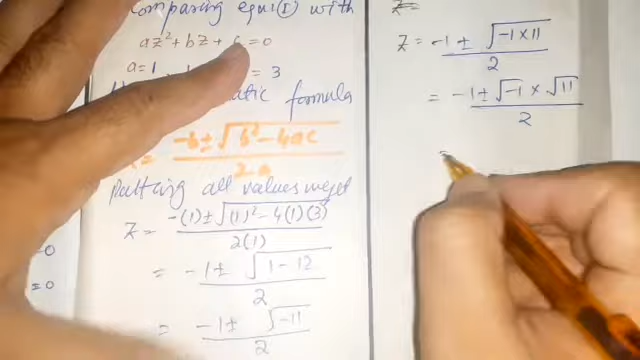 Comparing equ(I) with
az² + bz + c = 0
a = 1 = 3
formula
-b ± √b² - 4ac
Putting all values we get
Z = -(1) ± √(1)² - 4(1)(3) / 2(1)
= -1 ± √1 - 12 / 2
= -1 ± √-11 / 2
= 0
= 0
Z =
Z = -1 ± √-1 × 11 / 2
= -1 ± √-1 × √11 / 2
=